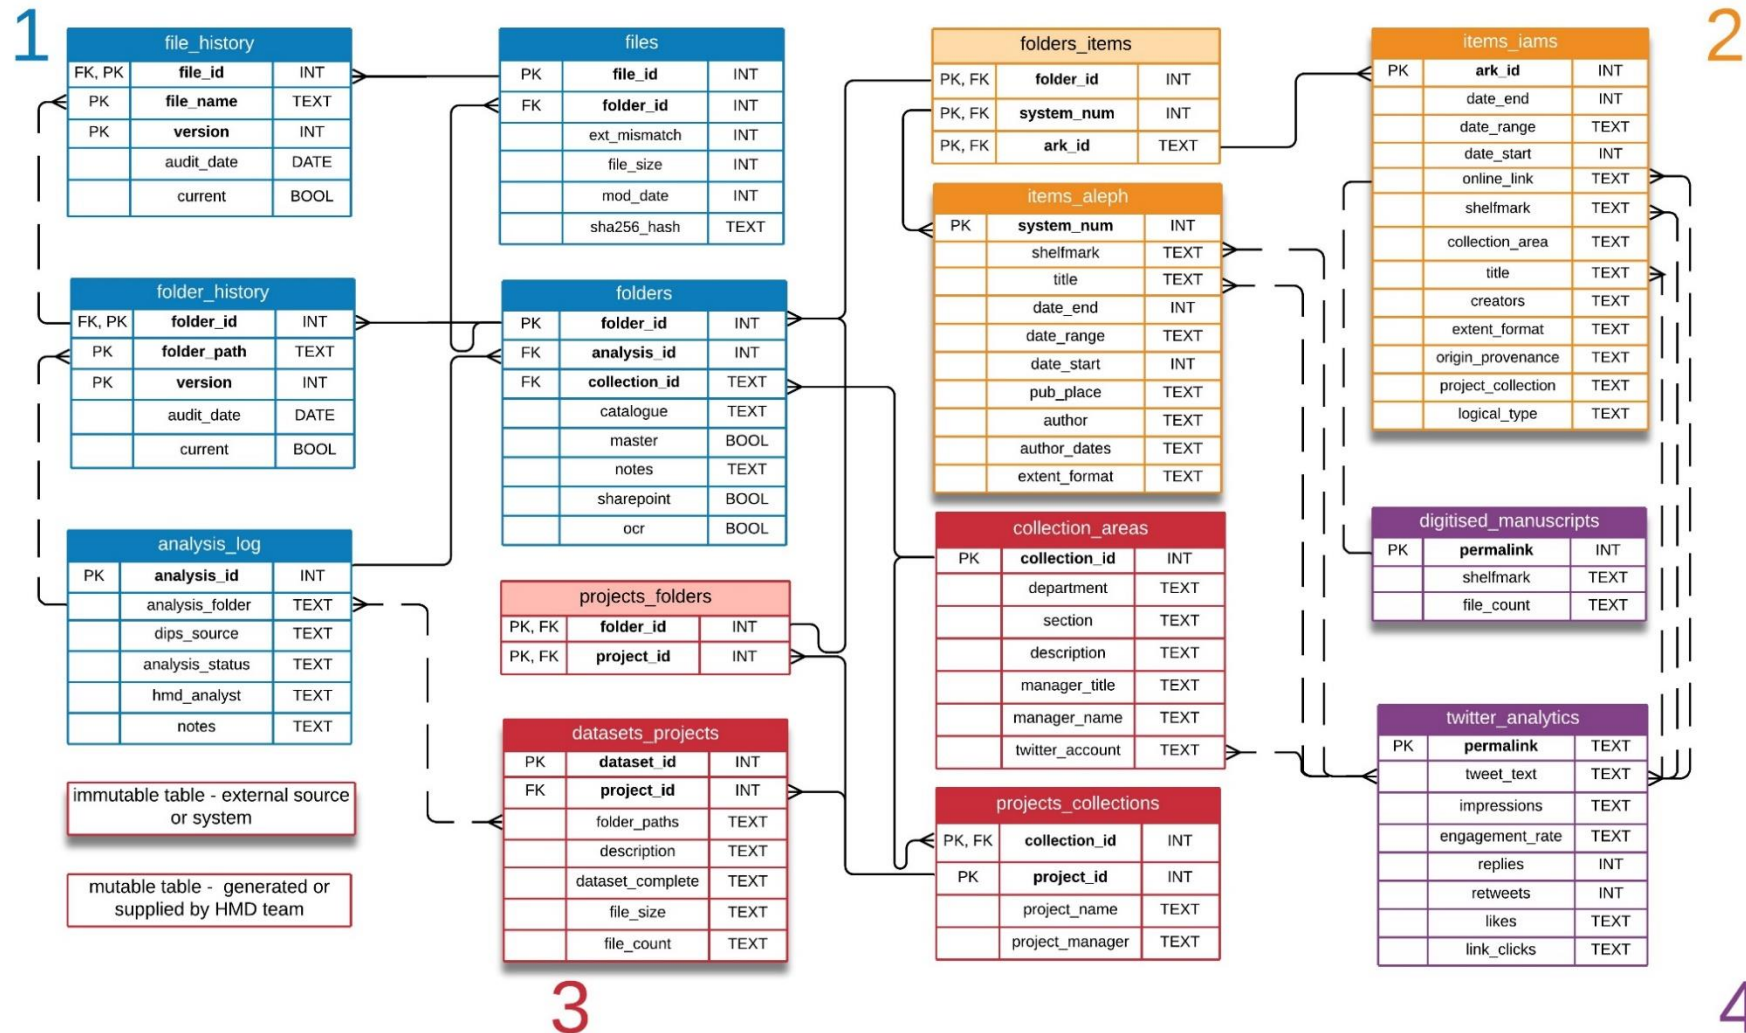 1
file_history
FK, PK file_id INT
PK file_name TEXT
PK version INT
audit_date DATE
current BOOL
files
PK file_id INT
FK folder_id INT
ext_mismatch INT
file_size INT
mod_date INT
sha256_hash TEXT
folders_items
PK, FK folder_id INT
PK, FK system_num INT
PK, FK ark_id TEXT
items_iams
PK ark_id INT
date_end INT
date_range TEXT
date_start INT
online_link TEXT
shelfmark TEXT
collection_area TEXT
title TEXT
creators TEXT
extent_format TEXT
origin_provenance TEXT
project_collection TEXT
logical_type TEXT
2
items_aleph
PK system_num INT
shelfmark TEXT
title TEXT
date_end INT
date_range TEXT
date_start INT
pub_place TEXT
author TEXT
author_dates TEXT
extent_format TEXT
folder_history
FK, PK folder_id INT
PK folder_path TEXT
PK version INT
audit_date DATE
current BOOL
folders
PK folder_id INT
FK analysis_id INT
FK collection_id TEXT
catalogue TEXT
master BOOL
notes TEXT
sharepoint BOOL
ocr BOOL
analysis_log
PK analysis_id INT
analysis_folder TEXT
dips_source TEXT
analysis_status TEXT
hmd_analyst TEXT
notes TEXT
projects_folders
PK, FK folder_id INT
PK, FK project_id INT
collection_areas
PK collection_id INT
department TEXT
section TEXT
description TEXT
manager_title TEXT
manager_name TEXT
twitter_account TEXT
digitised_manuscripts
PK permalink INT
shelfmark TEXT
file_count TEXT
datasets_projects
PK dataset_id INT
FK project_id INT
folder_paths TEXT
description TEXT
dataset_complete TEXT
file_size TEXT
file_count TEXT
projects_collections
PK, FK collection_id INT
PK project_id INT
project_name TEXT
project_manager TEXT
twitter_analytics
PK permalink TEXT
tweet_text TEXT
impressions TEXT
engagement_rate TEXT
replies INT
retweets INT
likes TEXT
link_clicks TEXT
immutable table - external source
or system
mutable table - generated or
supplied by HMD team
3
4